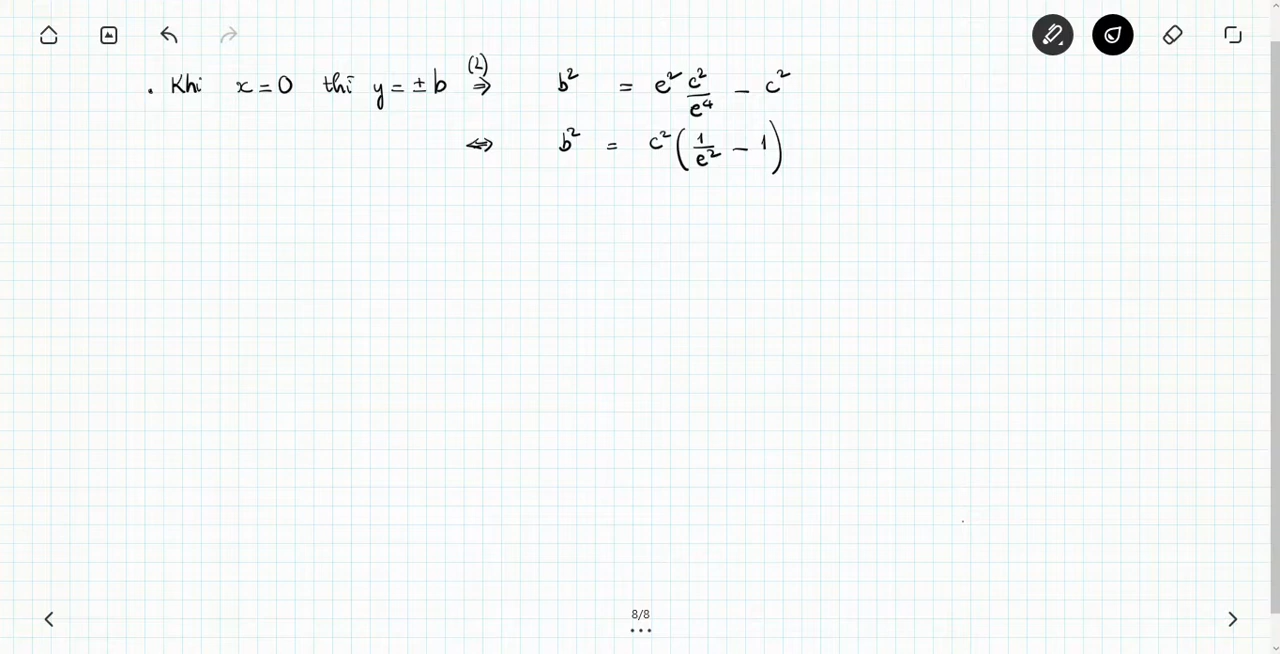 . Khi x = 0 thì y = ± b (2) ⇒ b² = e² c²/e⁴ − c²
⇔ b² = c² (1/e² − 1)
8/8